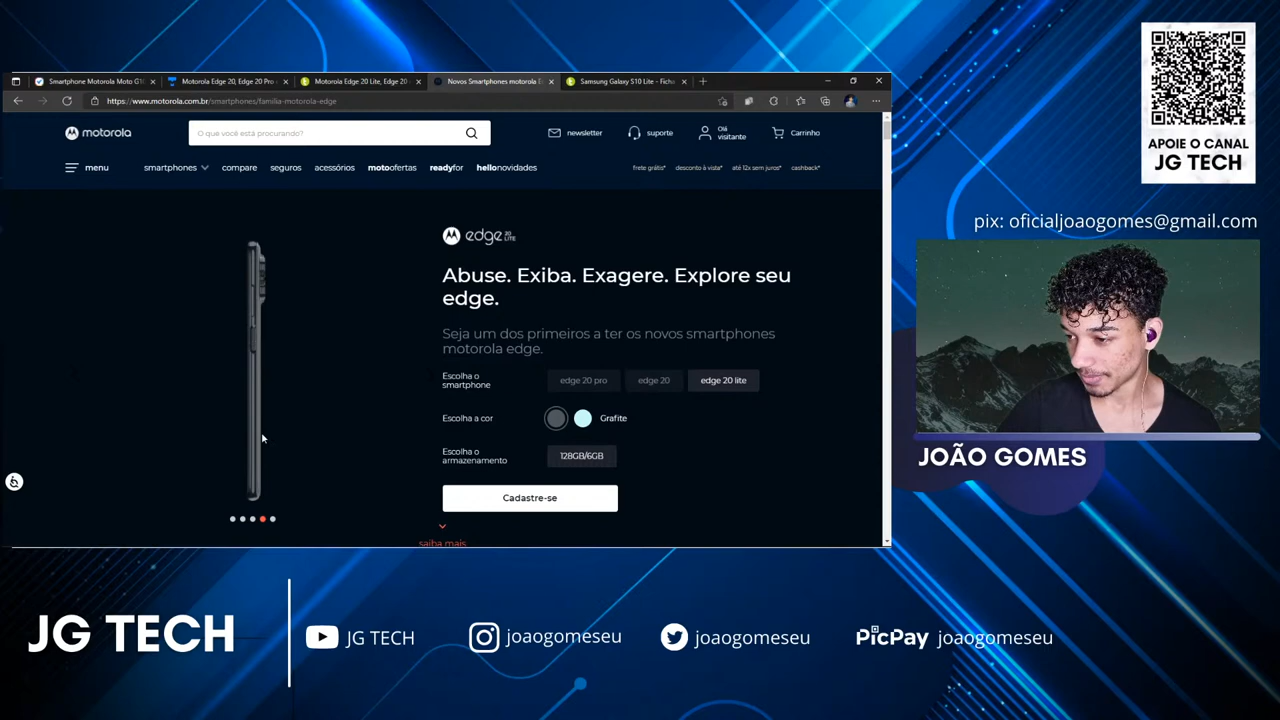 Smartphone Motorola Moto G10
Motorola Edge 20, Edge 20 Pro
Motorola Edge 20 Lite, Edge 20
Novos Smartphones motorola E
Samsung Galaxy S10 Lite - Ficha
https://www.motorola.com.br/smartphones/familia-motorola-edge
motorola
O que você está procurando?
newsletter
suporte
Olá
visitante
Carrinho
menu
smartphones
compare
seguros
acessórios
motoofertas
readyfor
hellonovidades
frete grátis*
desconto à vista*
até 12x sem juros*
cashback*
edge 20 LITE
Abuse. Exiba. Exagere. Explore seu
edge.
Seja um dos primeiros a ter os novos smartphones
motorola edge.
Escolha o
smartphone
edge 20 pro
edge 20
edge 20 lite
Escolha a cor
Grafite
Escolha o
armazenamento
128GB/6GB
Cadastre-se
saiba mais
APOIE O CANAL
JG TECH
pix: oficialjoaogomes@gmail.com
JOÃO GOMES
JG TECH
JG TECH
joaogomeseu
joaogomeseu
PicPay joaogomeseu